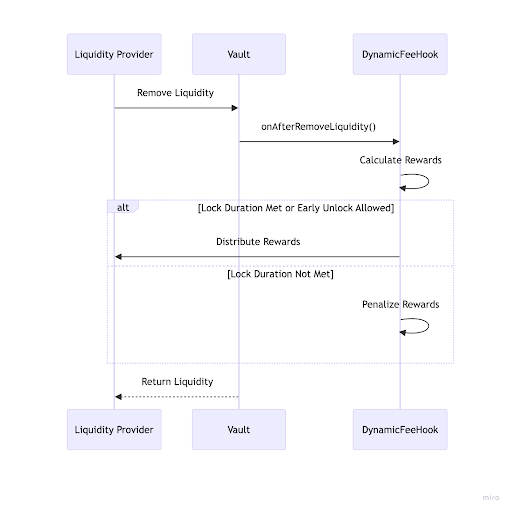 Liquidity Provider
Vault
DynamicFeeHook
Remove Liquidity
onAfterRemoveLiquidity()
Calculate Rewards
alt
[Lock Duration Met or Early Unlock Allowed]
Distribute Rewards
[Lock Duration Not Met]
Penalize Rewards
Return Liquidity
Liquidity Provider
Vault
DynamicFeeHook
miro